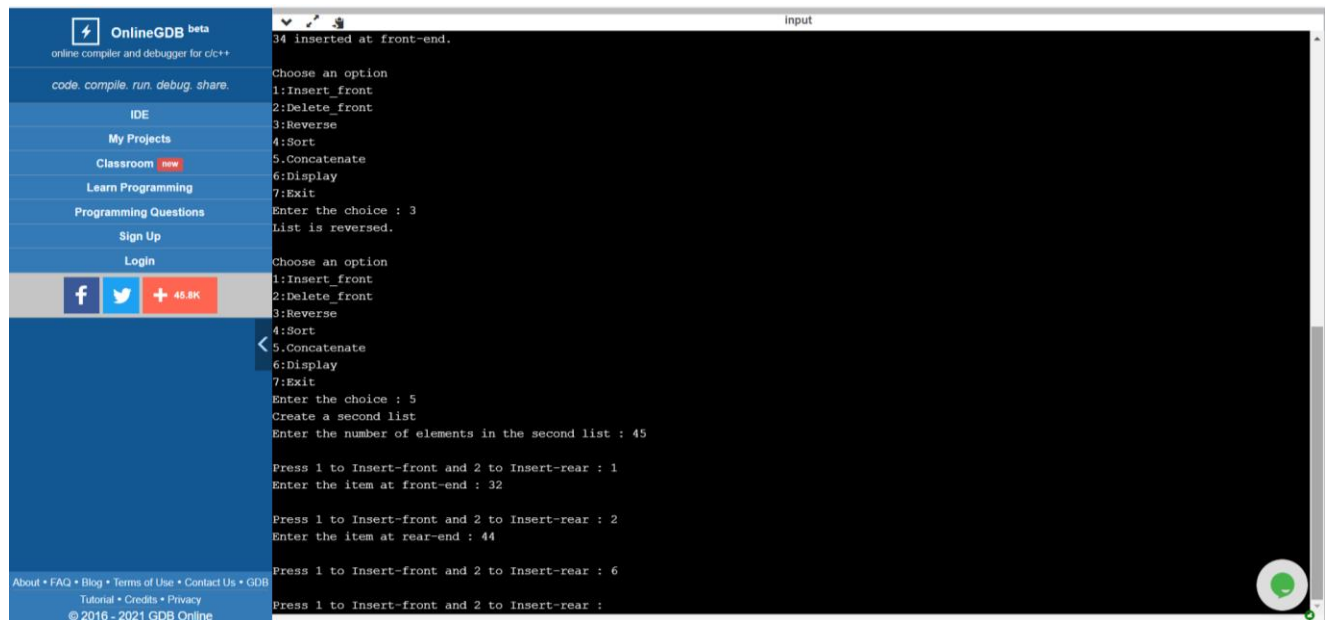 OnlineGDB beta
online compiler and debugger for c/c++
code. compile. run. debug. share.
IDE
My Projects
Classroom new
Learn Programming
Programming Questions
Sign Up
Login
f
+ 45.8K
About • FAQ • Blog • Terms of Use • Contact Us • GDB
Tutorial • Credits • Privacy
© 2016 - 2021 GDB Online
input
34 inserted at front-end.
Choose an option
1:Insert_front
2:Delete_front
3:Reverse
4:Sort
5.Concatenate
6:Display
7:Exit
Enter the choice : 3
List is reversed.
Choose an option
1:Insert_front
2:Delete_front
3:Reverse
4:Sort
5.Concatenate
6:Display
7:Exit
Enter the choice : 5
Create a second list
Enter the number of elements in the second list : 45
Press 1 to Insert-front and 2 to Insert-rear : 1
Enter the item at front-end : 32
Press 1 to Insert-front and 2 to Insert-rear : 2
Enter the item at rear-end : 44
Press 1 to Insert-front and 2 to Insert-rear : 6
Press 1 to Insert-front and 2 to Insert-rear :